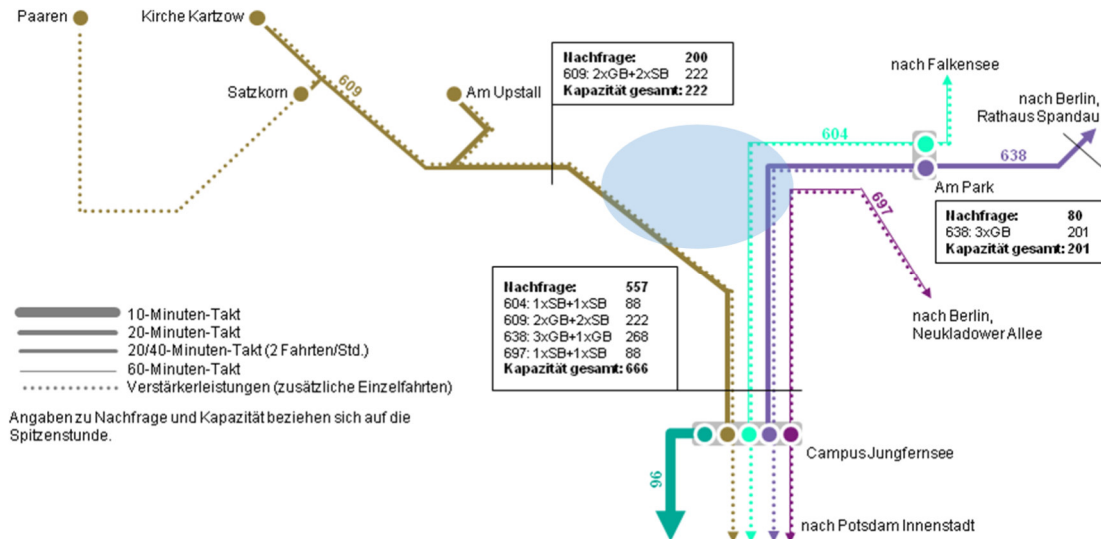 Paaren
Kirche Kartzow
Satzkorn
609
Am Upstall
Nachfrage: 200
609: 2xGB+2xSB 222
Kapazität gesamt: 222
nach Falkensee
nach Berlin,
Rathaus Spandau
604
638
Am Park
697
Nachfrage: 80
638: 3xGB 201
Kapazität gesamt: 201
Nachfrage: 557
604: 1xSB+1xSB 88
609: 2xGB+2xSB 222
638: 3xGB+1xGB 268
697: 1xSB+1xSB 88
Kapazität gesamt: 666
nach Berlin,
Neukladower Allee
10-Minuten-Takt
20-Minuten-Takt
20/40-Minuten-Takt (2 Fahrten/Std.)
60-Minuten-Takt
Verstärkerleistungen (zusätzliche Einzelfahrten)
Angaben zu Nachfrage und Kapazität beziehen sich auf die
Spitzenstunde.
Campus Jungfernsee
96
nach Potsdam Innenstadt